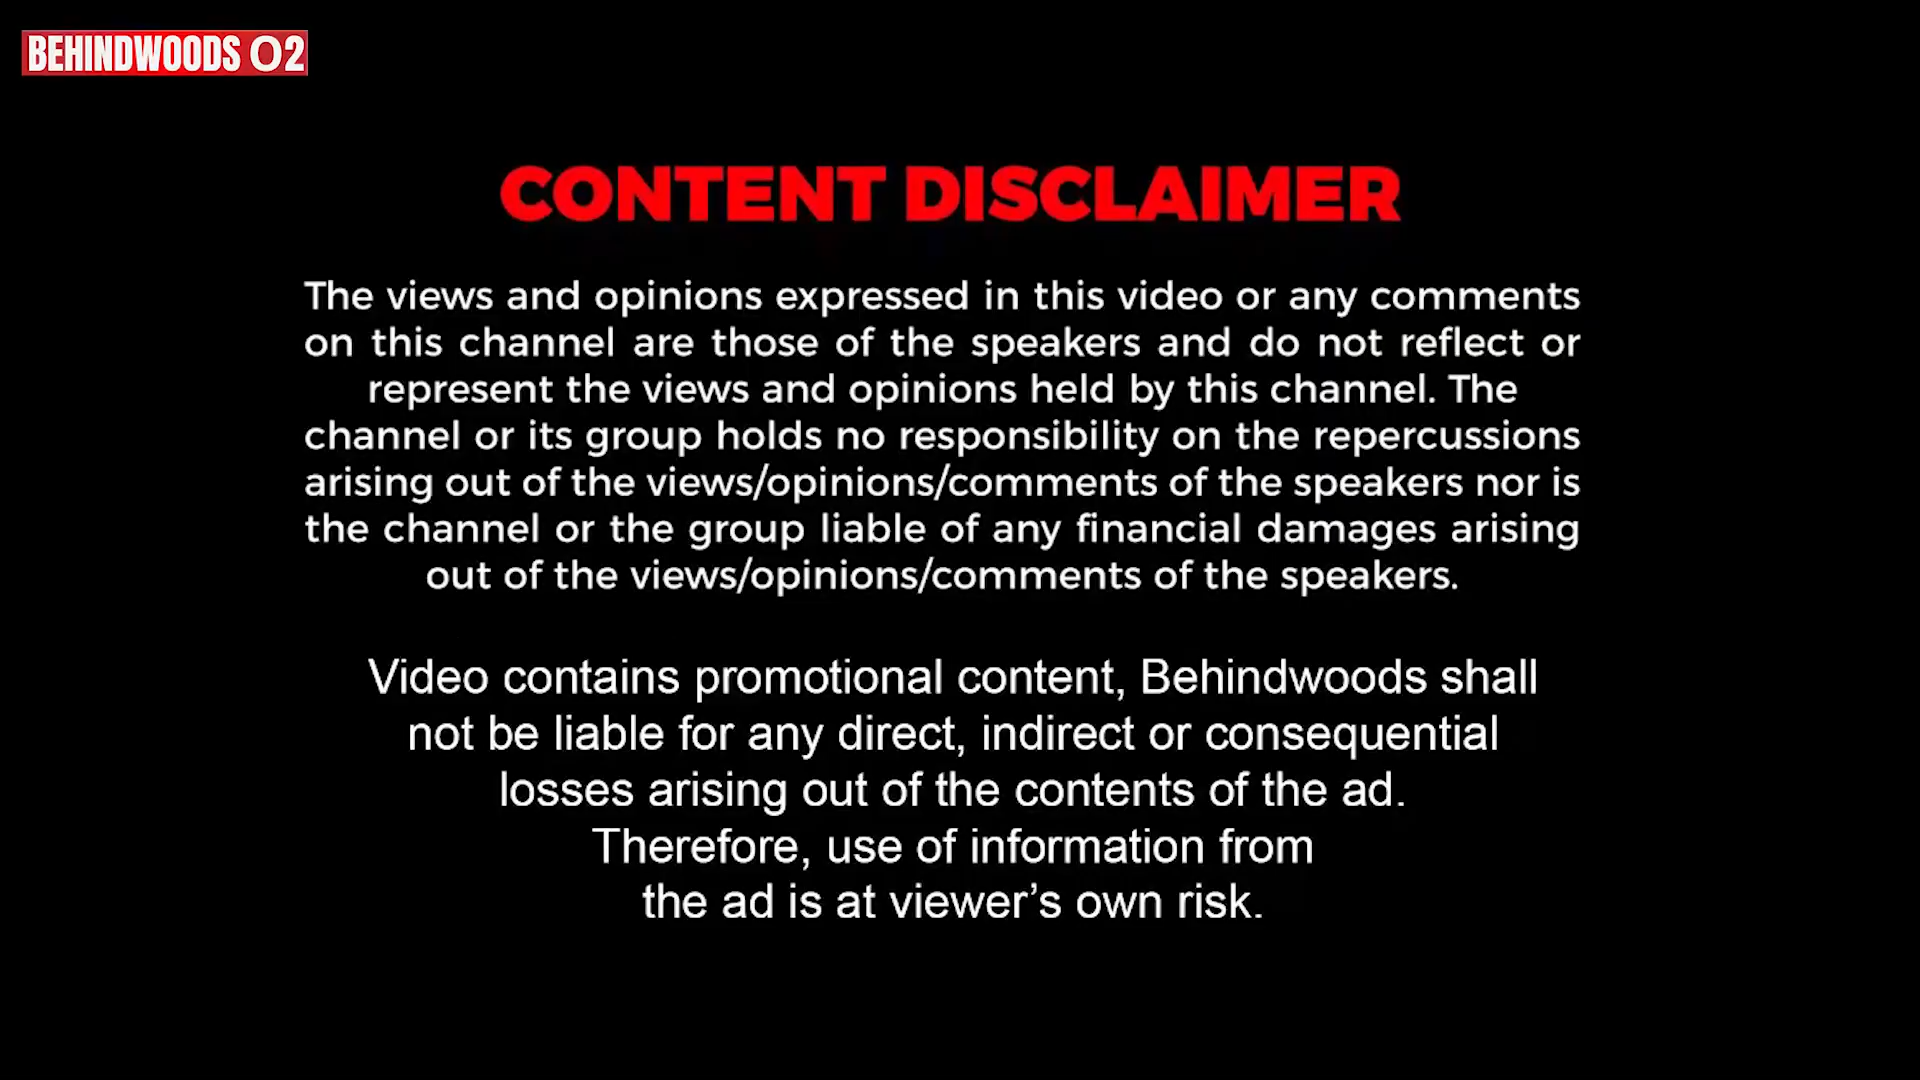 BEHINDWOODS O2
CONTENT DISCLAIMER
The views and opinions expressed in this video or any comments
on this channel are those of the speakers and do not reflect or
represent the views and opinions held by this channel. The
channel or its group holds no responsibility on the repercussions
arising out of the views/opinions/comments of the speakers nor is
the channel or the group liable of any financial damages arising
out of the views/opinions/comments of the speakers.
Video contains promotional content, Behindwoods shall
not be liable for any direct, indirect or consequential
losses arising out of the contents of the ad.
Therefore, use of information from
the ad is at viewer’s own risk.